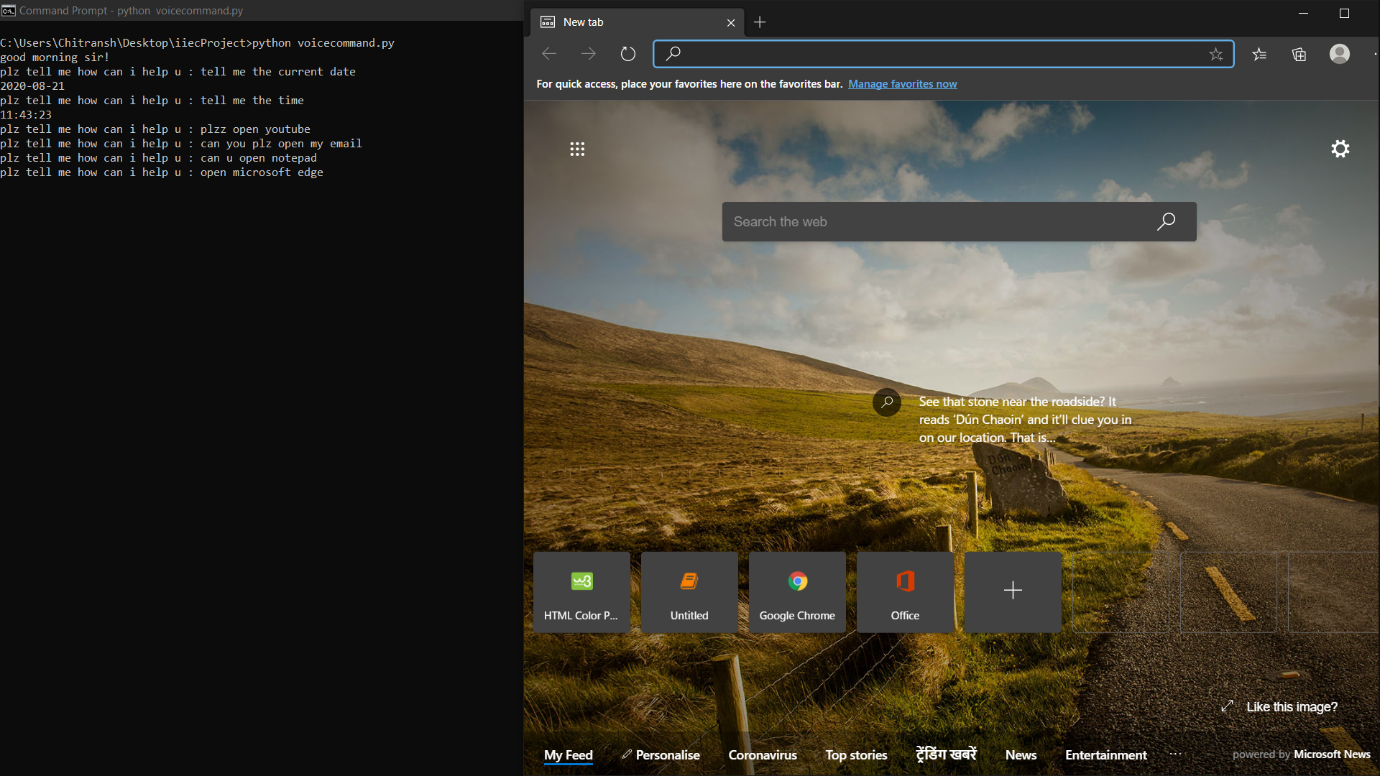 Command Prompt - python  voicecommand.py
C:\Users\Chitransh\Desktop\iiecProject>python voicecommand.py
good morning sir!
plz tell me how can i help u : tell me the current date
2020-08-21
plz tell me how can i help u : tell me the time
11:43:23
plz tell me how can i help u : plzz open youtube
plz tell me how can i help u : can you plz open my email
plz tell me how can i help u : can u open notepad
plz tell me how can i help u : open microsoft edge
New tab
For quick access, place your favorites here on the favorites bar. Manage favorites now
Search the web
See that stone near the roadside? It
reads 'Dún Chaoin' and it'll clue you in
on our location. That is...
Dún
Chaoin
HTML Color P...
Untitled
Google Chrome
Office
Like this image?
My Feed
Personalise
Coronavirus
Top stories
ट्रेंडिंग खबरें
News
Entertainment
...
powered by Microsoft News